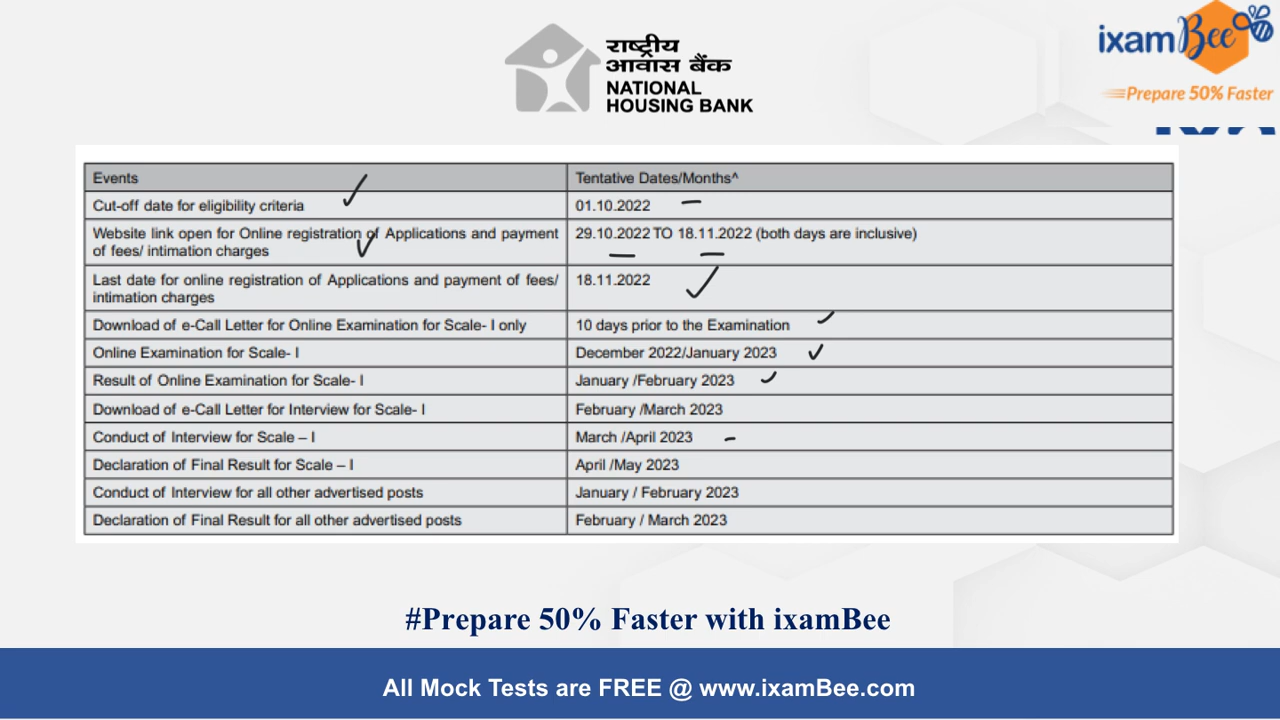 राष्ट्रीय
आवास बैंक
NATIONAL
HOUSING BANK
ixamBee
Prepare 50% Faster
Events Tentative Dates/Months^
Cut-off date for eligibility criteria 01.10.2022
Website link open for Online registration of Applications and payment 29.10.2022 TO 18.11.2022 (both days are inclusive)
of fees/ intimation charges
Last date for online registration of Applications and payment of fees/ 18.11.2022
intimation charges
Download of e-Call Letter for Online Examination for Scale- I only 10 days prior to the Examination
Online Examination for Scale- I December 2022/January 2023
Result of Online Examination for Scale- I January /February 2023
Download of e-Call Letter for Interview for Scale- I February /March 2023
Conduct of Interview for Scale – I March /April 2023
Declaration of Final Result for Scale – I April /May 2023
Conduct of Interview for all other advertised posts January / February 2023
Declaration of Final Result for all other advertised posts February / March 2023
#Prepare 50% Faster with ixamBee
All Mock Tests are FREE @ www.ixamBee.com